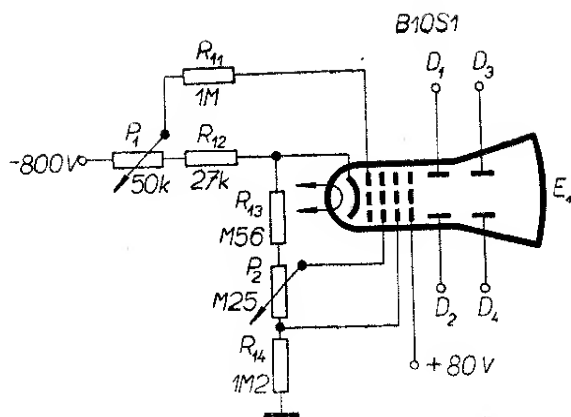 B10S1
R11
1M
D1
D3
P1
R12
-800V
50k
27k
R13
M56
E1
P2
M25
D2
D4
R14
1M2
+80V